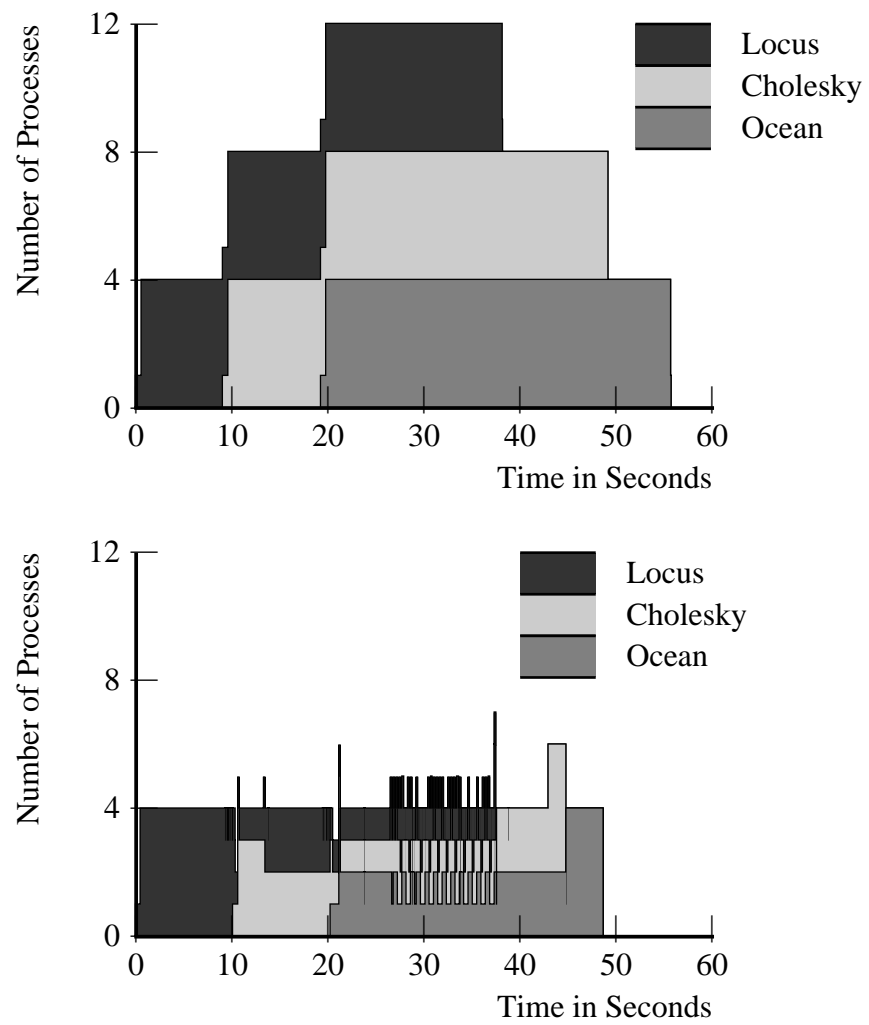 Number of Processes
12
8
4
0
Locus
Cholesky
Ocean
0 10 20 30 40 50 60
Time in Seconds
Number of Processes
12
8
4
0
Locus
Cholesky
Ocean
0 10 20 30 40 50 60
Time in Seconds